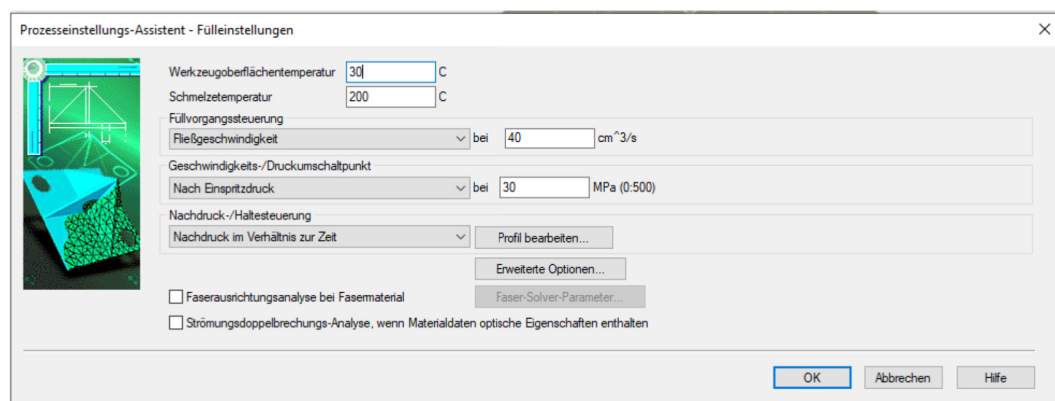 Prozesseinstellungs-Assistent - Fülleinstellungen
Werkzeugoberflächentemperatur 30 C
Schmelzetemperatur 200 C
Füllvorgangssteuerung
Fließgeschwindigkeit bei 40 cm^3/s
Geschwindigkeits-/Druckumschaltpunkt
Nach Einspritzdruck bei 30 MPa (0:500)
Nachdruck-/Haltesteuerung
Nachdruck im Verhältnis zur Zeit Profil bearbeiten...
Erweiterte Optionen...
Faserausrichtungsanalyse bei Fasermaterial Faser-Solver-Parameter...
Strömungsdoppelbrechungs-Analyse, wenn Materialdaten optische Eigenschaften enthalten
OK Abbrechen Hilfe